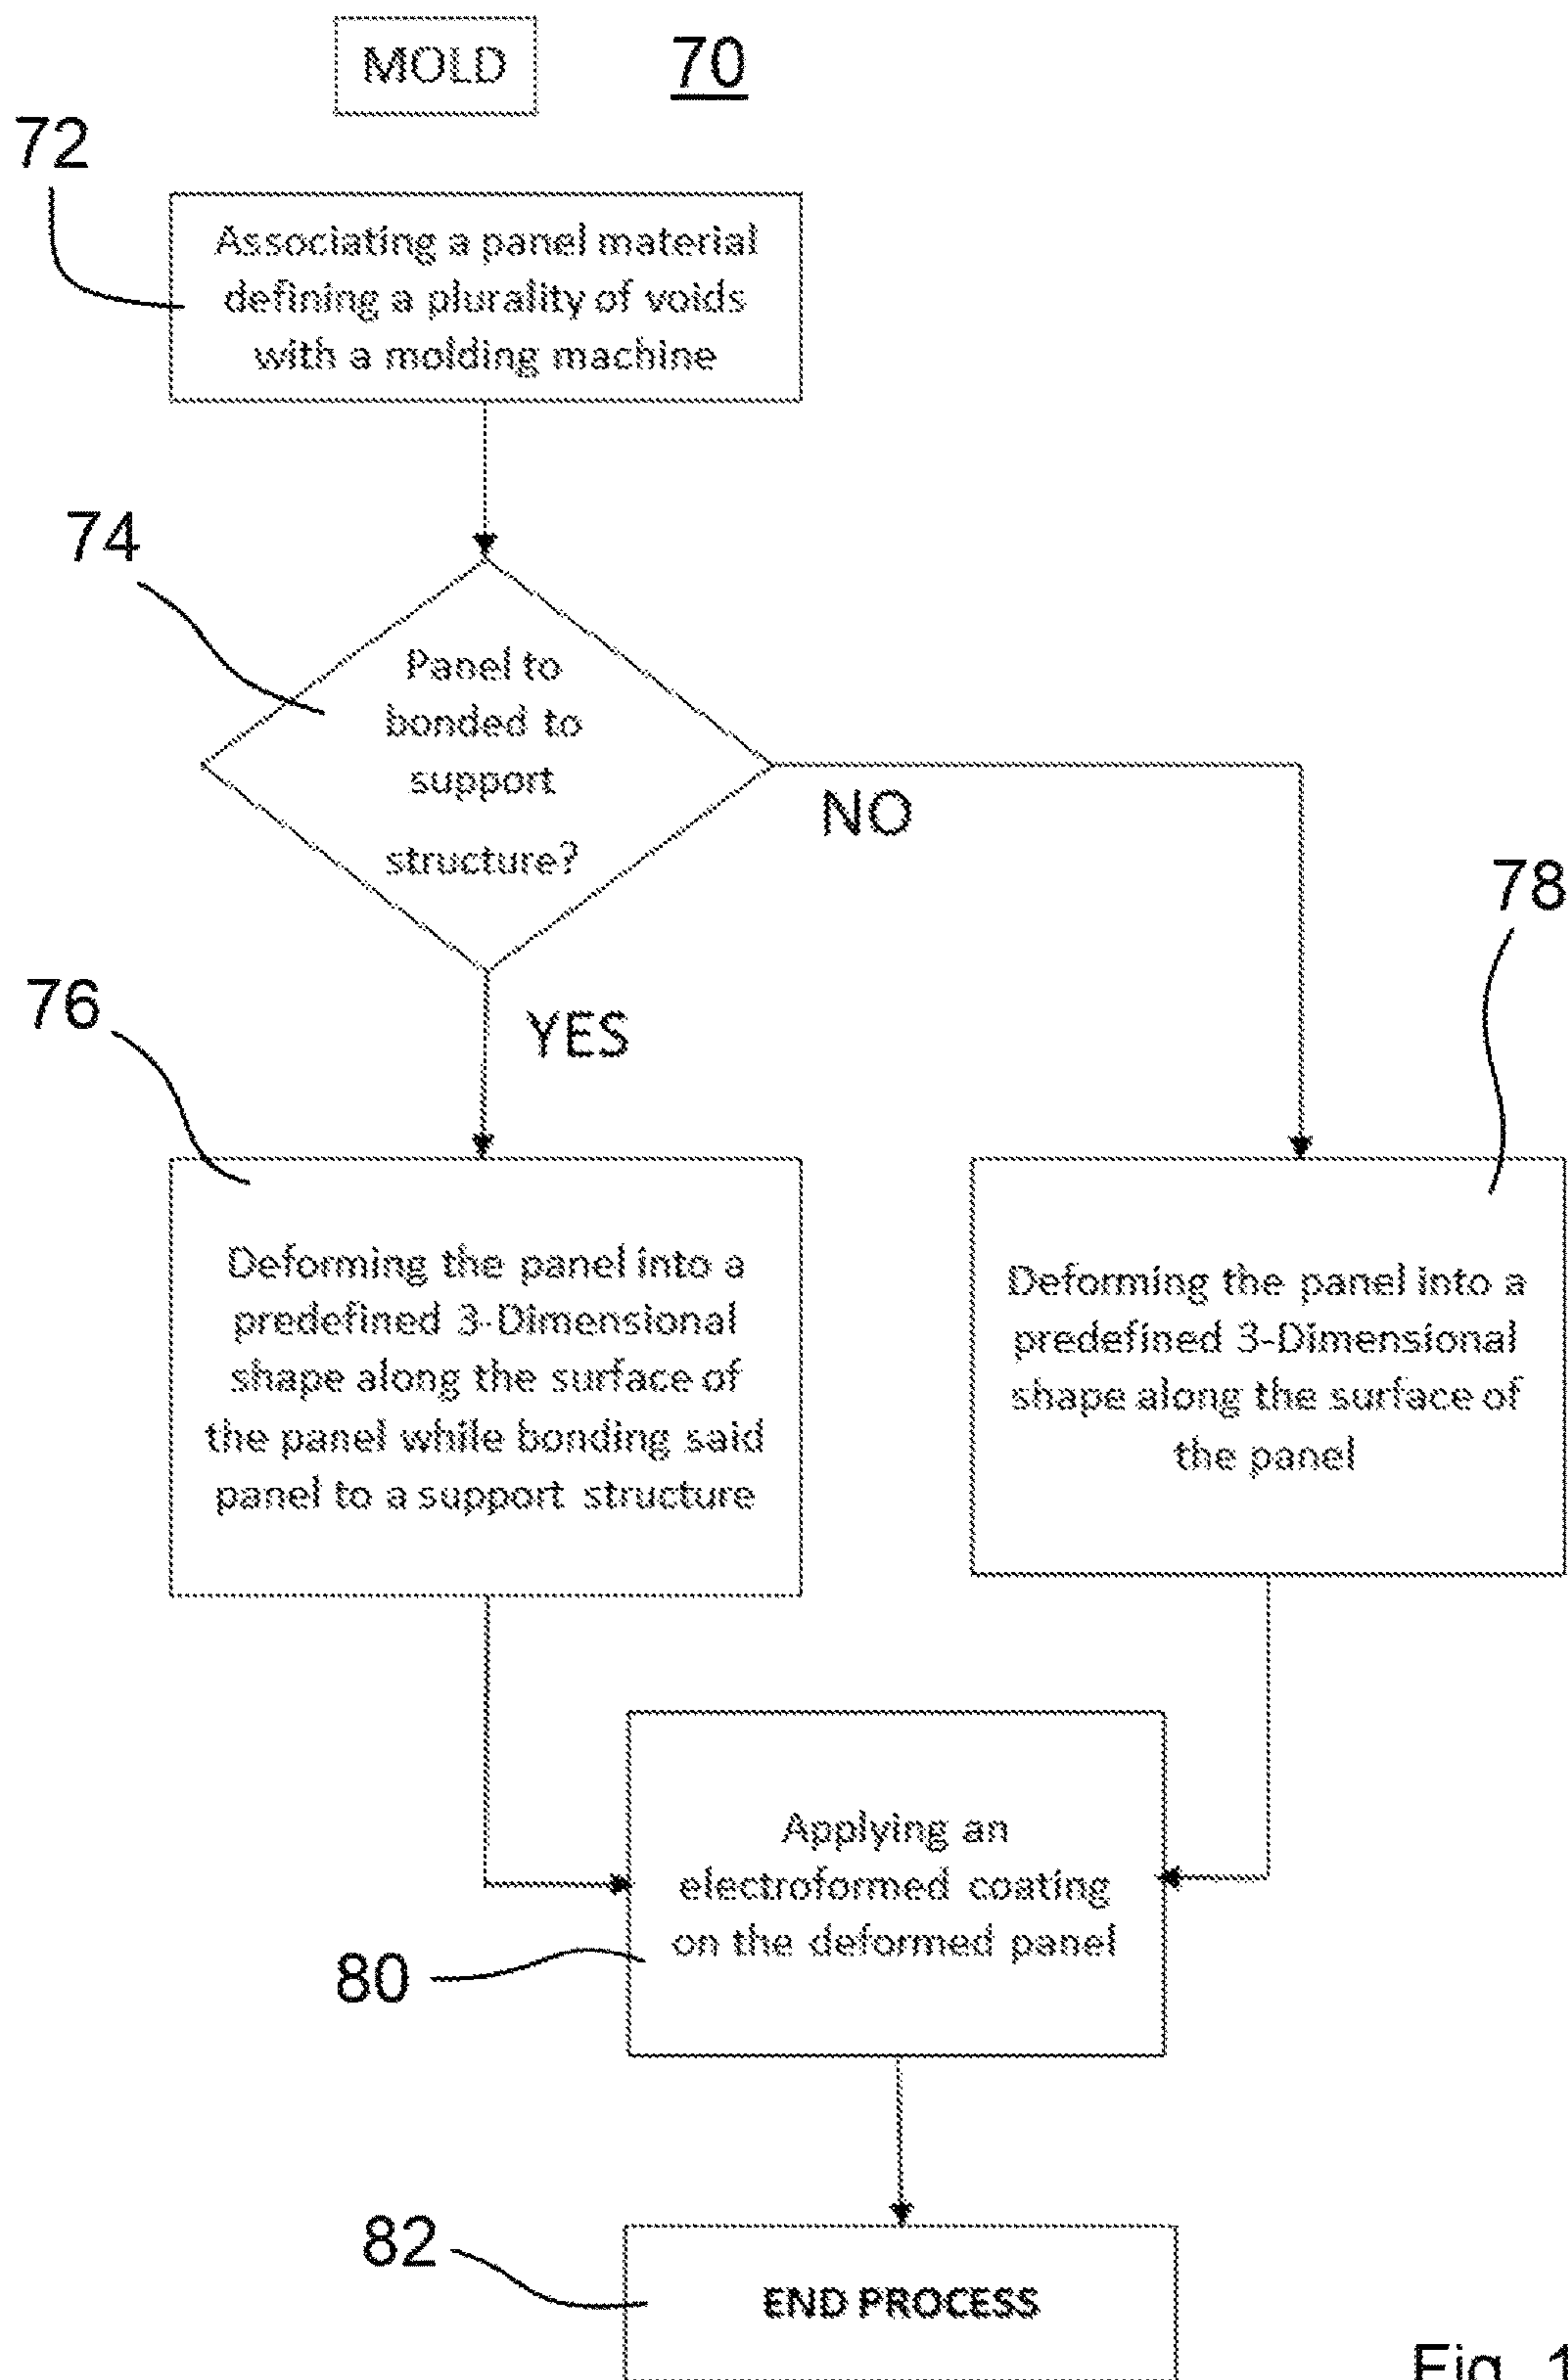 MOLD
70
72
Associating a panel material
defining a plurality of voids
with a molding machine
74
Panel to
bonded to
support
structure?
NO
78
76
YES
Deforming the panel into a
predefined 3-Dimensional
shape along the surface of
the panel while bonding said
panel to a support structure
Deforming the panel into a
predefined 3-Dimensional
shape along the surface of
the panel
Applying an
electroformed coating
on the deformed panel
80
82
END PROCESS
Fig.